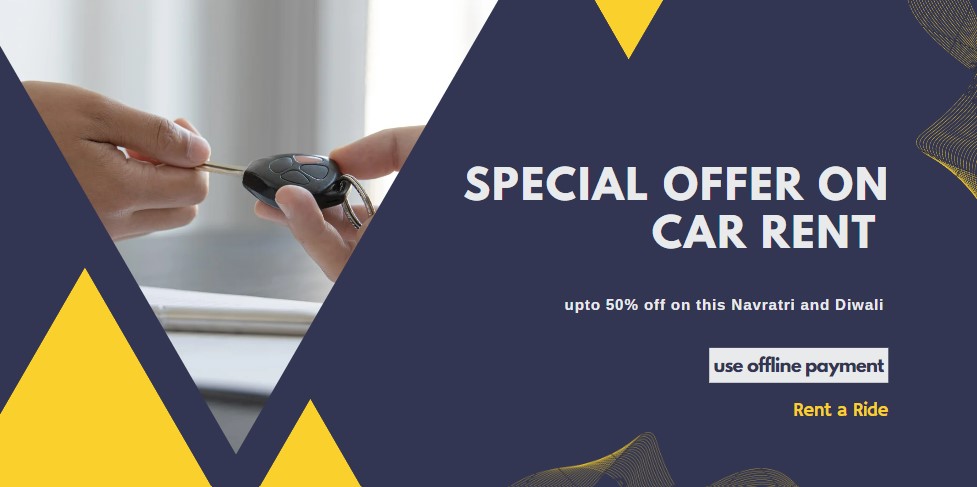 SPECIAL OFFER ON
CAR RENT
upto 50% off on this Navratri and Diwali
use offline payment
Rent a Ride